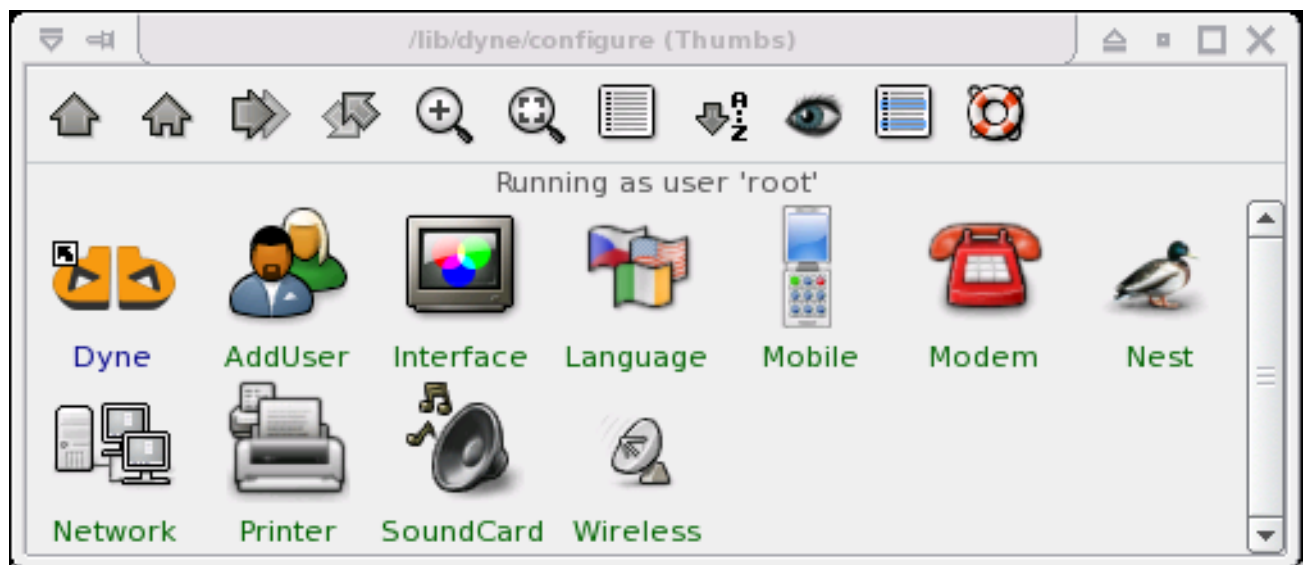 /lib/dyne/configure (Thumbs)
A
Z
Running as user 'root'
Dyne AddUser Interface Language Mobile Modem Nest
Network Printer SoundCard Wireless